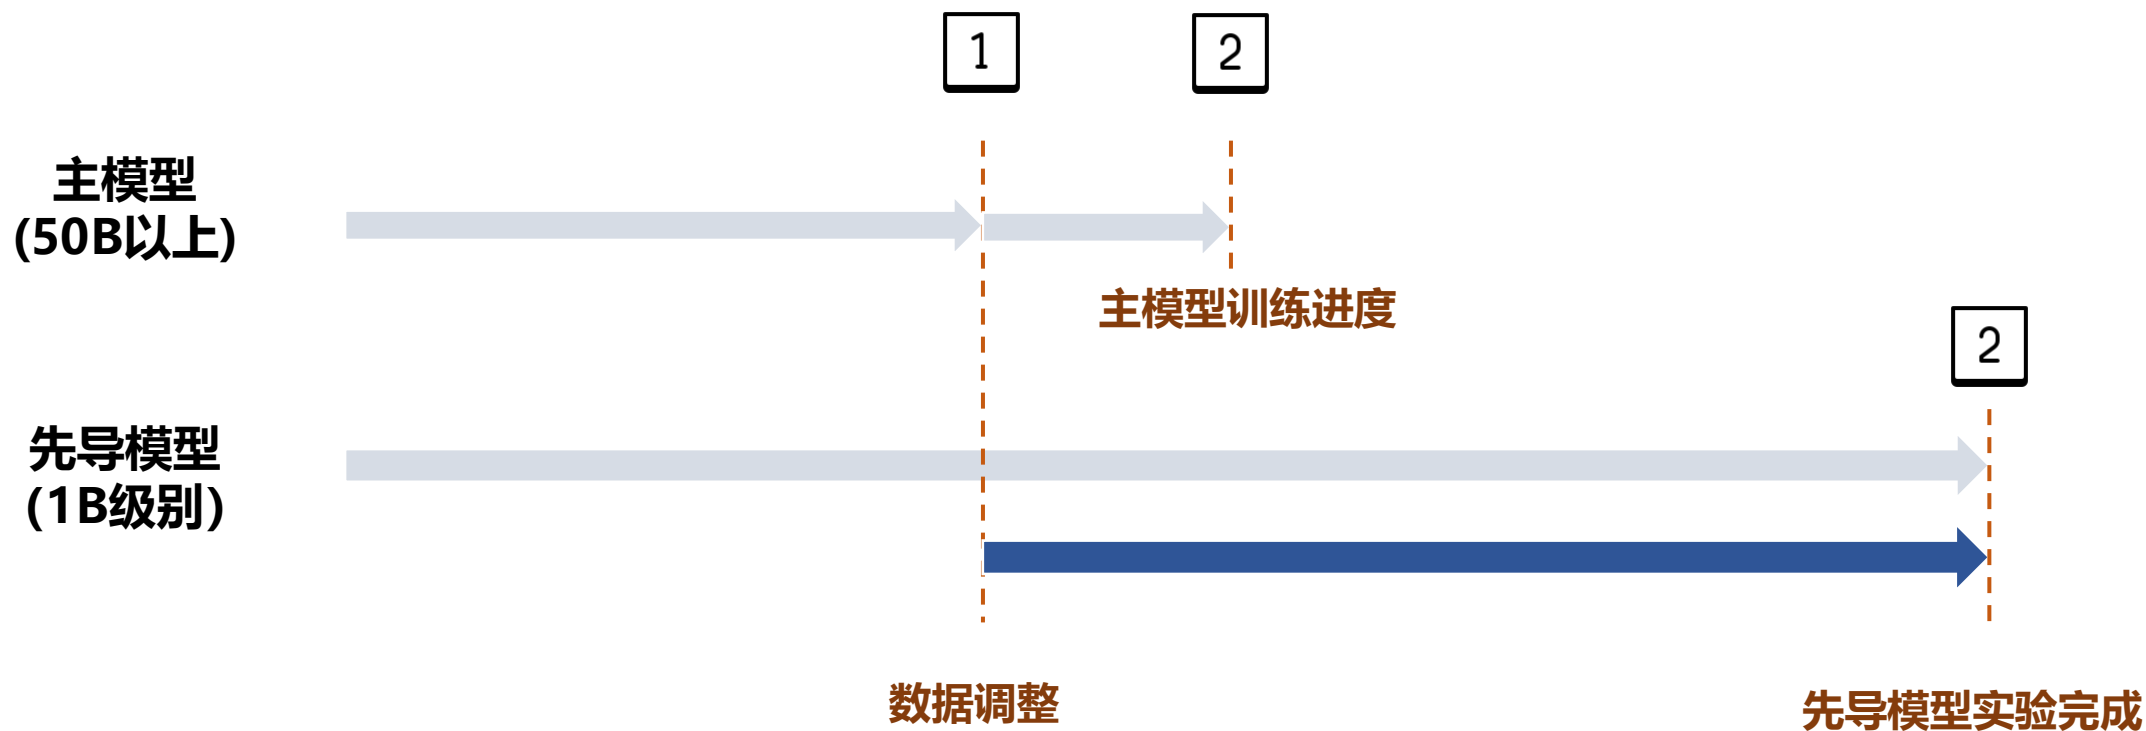 1
2
主模型
(50B以上)
主模型训练进度
2
先导模型
(1B级别)
数据调整
先导模型实验完成